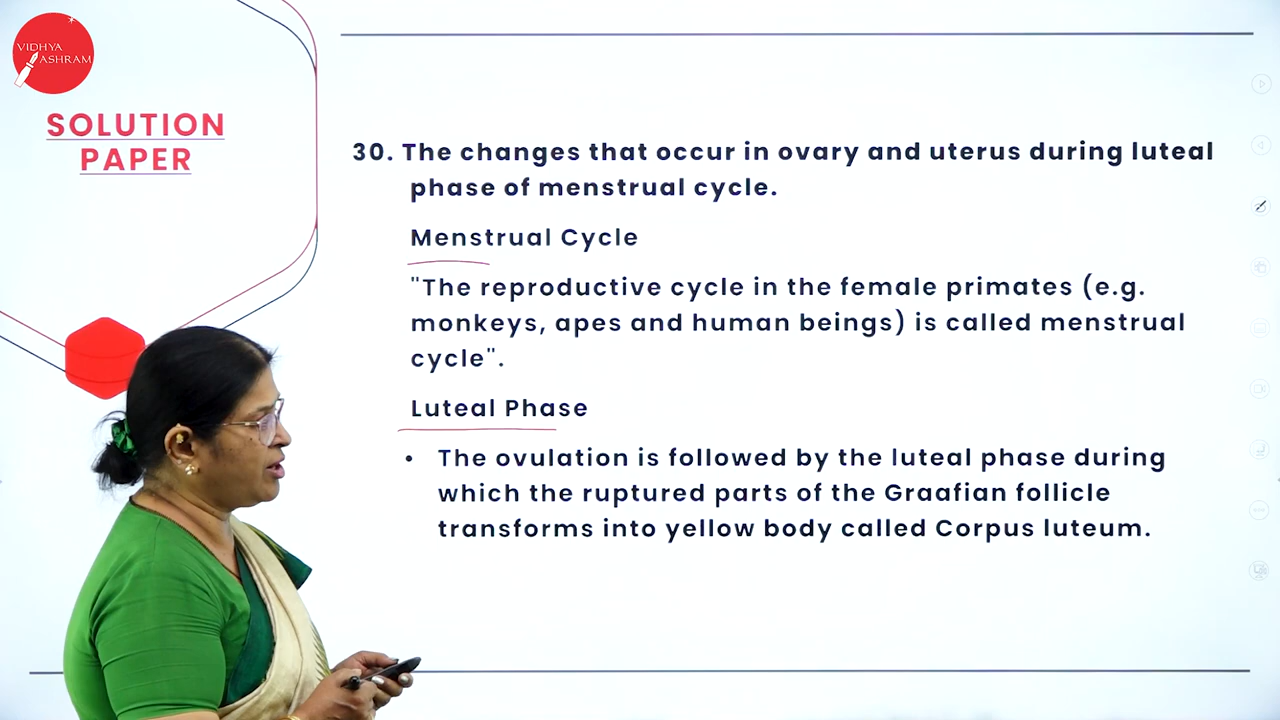 VIDHYA
ASHRAM
SOLUTION
PAPER
30. The changes that occur in ovary and uterus during luteal
phase of menstrual cycle.
Menstrual Cycle
"The reproductive cycle in the female primates (e.g.
monkeys, apes and human beings) is called menstrual
cycle".
Luteal Phase
• The ovulation is followed by the luteal phase during
which the ruptured parts of the Graafian follicle
transforms into yellow body called Corpus luteum.